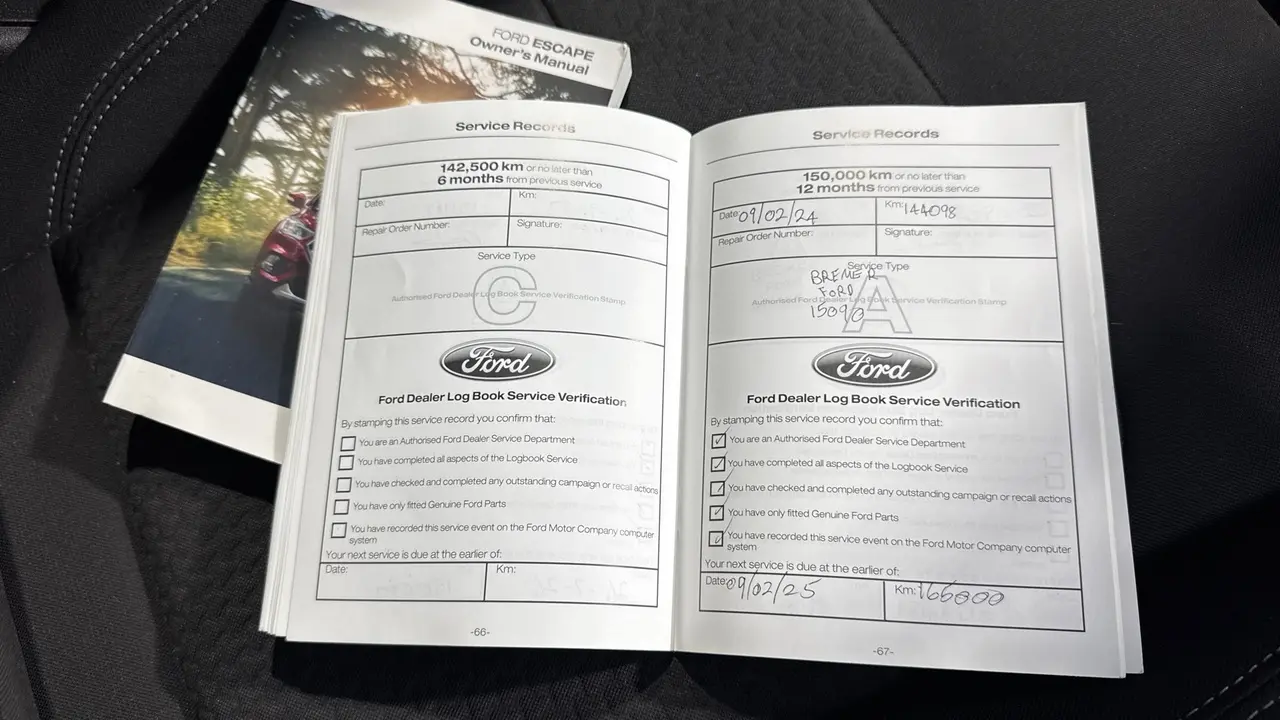 FORD ESCAPE
Owner's Manual
Service Records
142,500 km or no later than
6 months from previous service
Date:
Km:
Repair Order Number:
Signature:
Service Type
C
Authorised Ford Dealer Log Book Service Verification Stamp
Ford
Ford Dealer Log Book Service Verification
By stamping this service record you confirm that:
You are an Authorised Ford Dealer Service Department
You have completed all aspects of the Logbook Service
You have checked and completed any outstanding campaign or recall actions
You have only fitted Genuine Ford Parts
You have recorded this service event on the Ford Motor Company computer
system
Your next service is due at the earlier of:
Date:
Km:
-66-
Service Records
150,000 km or no later than
12 months from previous service
Date: 09/02/24
Km: 144098
Repair Order Number:
Signature:
Service Type
BREMER
FORD
A
Authorised Ford Dealer Log Book Service Verification Stamp
15090
Ford
Ford Dealer Log Book Service Verification
By stamping this service record you confirm that:
You are an Authorised Ford Dealer Service Department
You have completed all aspects of the Logbook Service
You have checked and completed any outstanding campaign or recall actions
You have only fitted Genuine Ford Parts
You have recorded this service event on the Ford Motor Company computer
system
Your next service is due at the earlier of:
Date: 09/02/25
Km: 166000
-67-